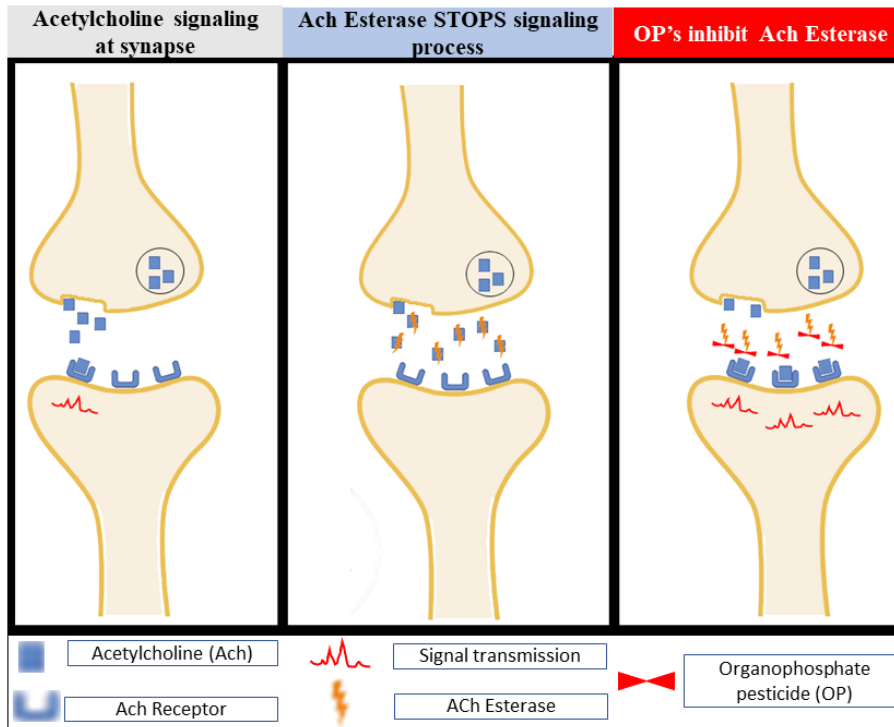 Acetylcholine signaling
at synapse
Ach Esterase STOPS signaling
process
OP's inhibit Ach Esterase
Acetylcholine (Ach)
Signal transmission
Organophosphate
pesticide (OP)
Ach Receptor
ACh Esterase